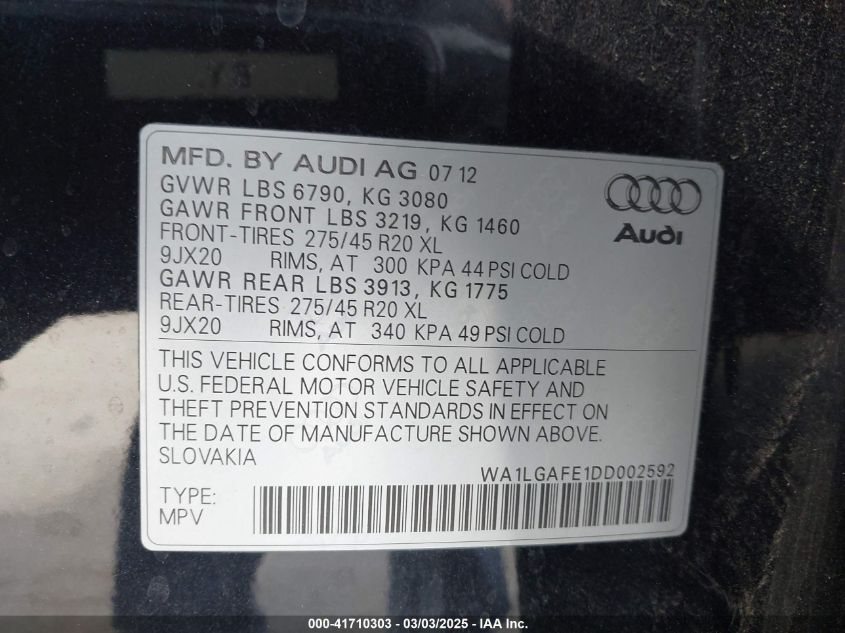 MFD. BY AUDI AG 07 12
GVWR LBS 6790, KG 3080
GAWR FRONT LBS 3219, KG 1460
FRONT-TIRES 275/45 R20 XL
9JX20 RIMS, AT 300 KPA 44 PSI COLD
GAWR REAR LBS 3913, KG 1775
REAR-TIRES 275/45 R20 XL
9JX20 RIMS, AT 340 KPA 49 PSI COLD
Audi
THIS VEHICLE CONFORMS TO ALL APPLICABLE
U.S. FEDERAL MOTOR VEHICLE SAFETY AND
THEFT PREVENTION STANDARDS IN EFFECT ON
THE DATE OF MANUFACTURE SHOWN ABOVE.
SLOVAKIA
WA1LGAFE1DD002592
TYPE:
MPV
000-41710303 - 03/03/2025 - IAA Inc.